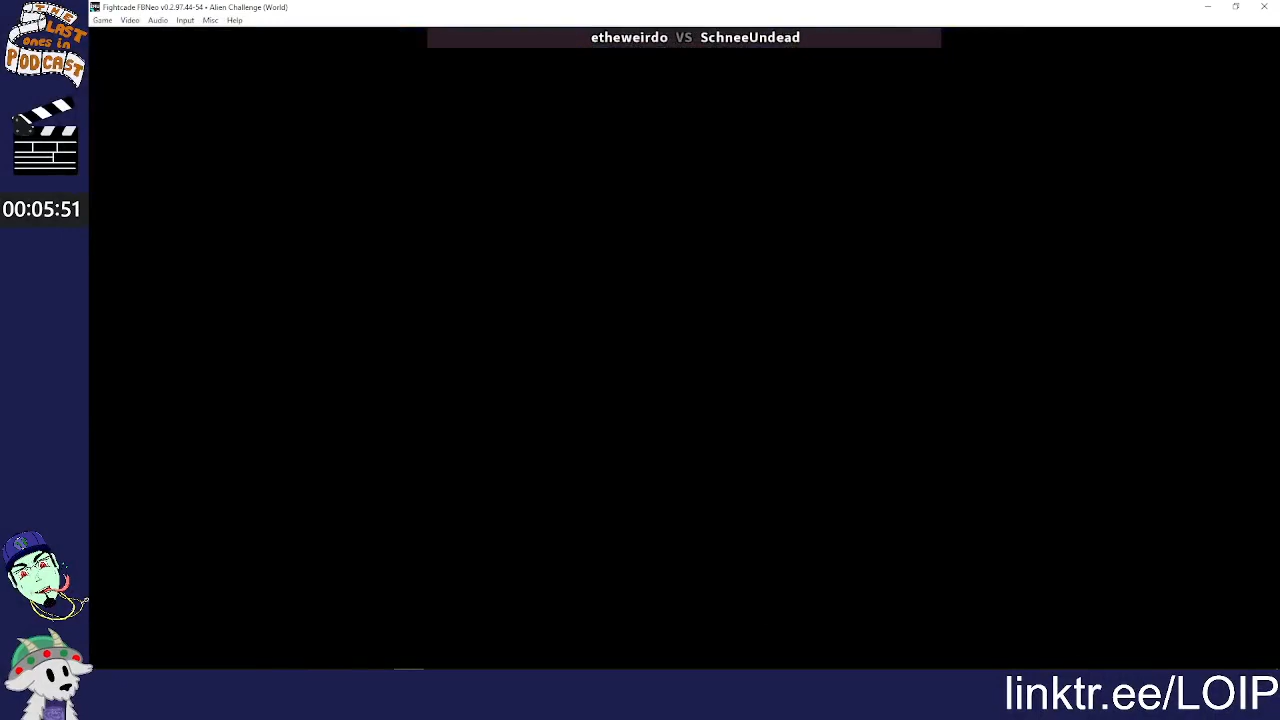 Fightcade FBNeo v0.2.97.44-54 • Alien Challenge (World)
Game Video Audio Input Misc Help
etheweirdo VS SchneeUndead
THE
LAST
ones in
PODCAST
00:05:51
linktr.ee/LOIP